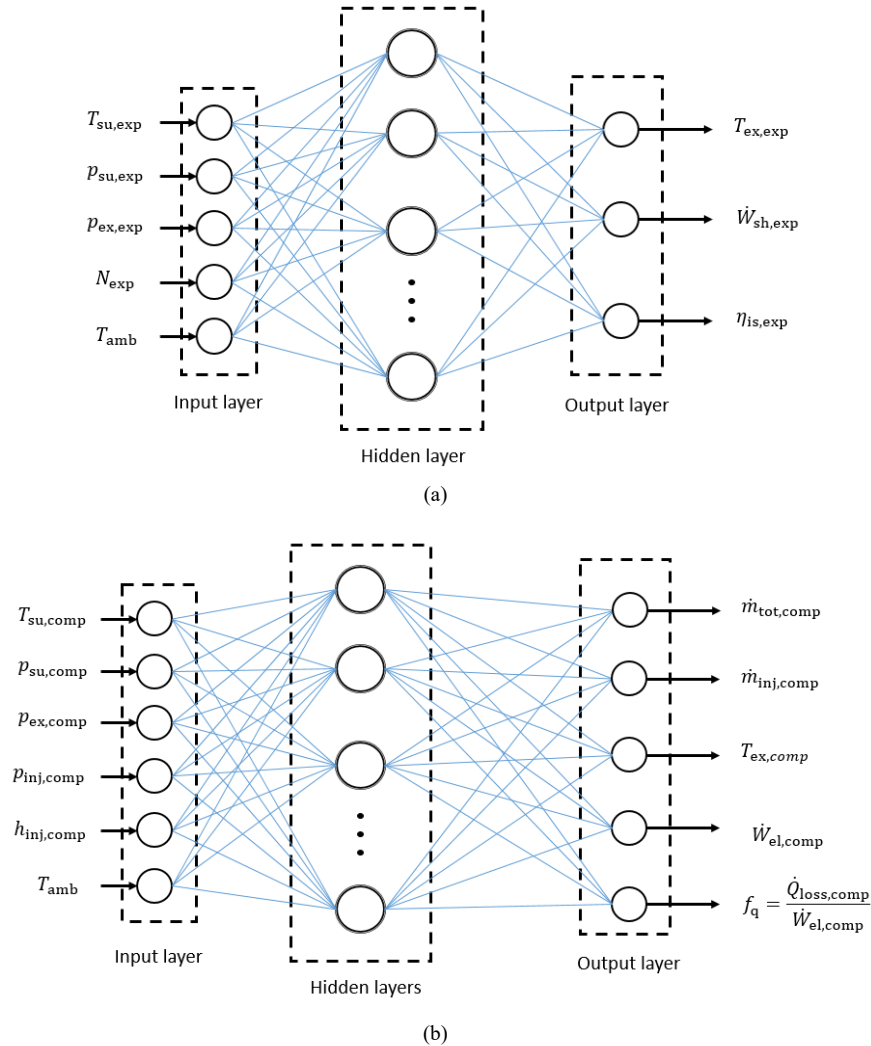 T_su,exp
p_su,exp
p_ex,exp
N_exp
T_amb
Input layer
Hidden layer
T_ex,exp
Ẇ_sh,exp
η_is,exp
Output layer
(a)
T_su,comp
p_su,comp
p_ex,comp
p_inj,comp
h_inj,comp
T_amb
Input layer
Hidden layers
ṁ_tot,comp
ṁ_inj,comp
T_ex,comp
Ẇ_el,comp
f_q = Q̇_loss,comp / Ẇ_el,comp
Output layer
(b)